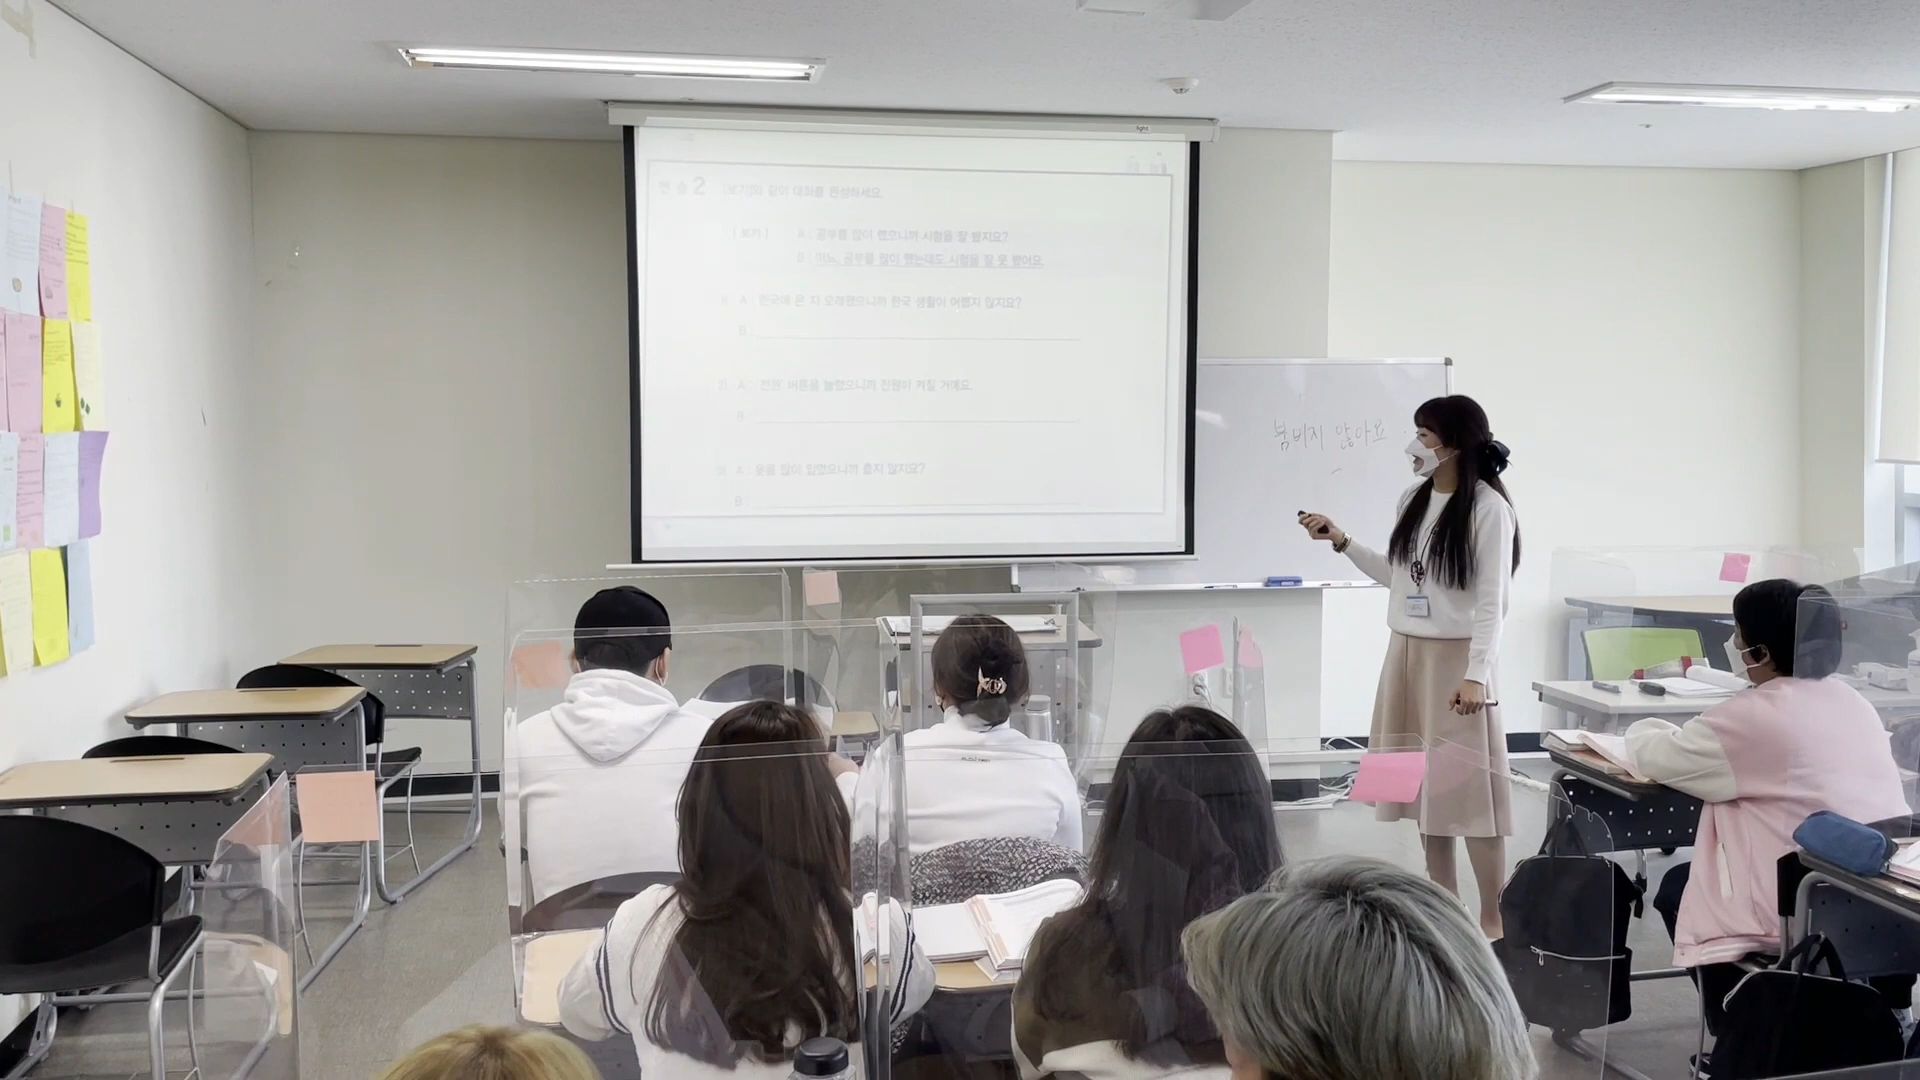 연 습 2 [보기]와 같이 대화를 완성하세요.
[보기] A : 공부를 많이 했으니까 시험을 잘 봤지요?
B : 아뇨, 공부를 많이 했는데도 시험을 잘 못 봤어요.
1) A : 한국에 온 지 오래됐으니까 한국 생활이 어렵지 않지요?
B :
2) A : 전원 버튼을 눌렀으니까 전원이 켜질 거예요.
B :
3) A : 옷을 많이 입었으니까 춥지 않지요?
B :
붐비지 않아요
light